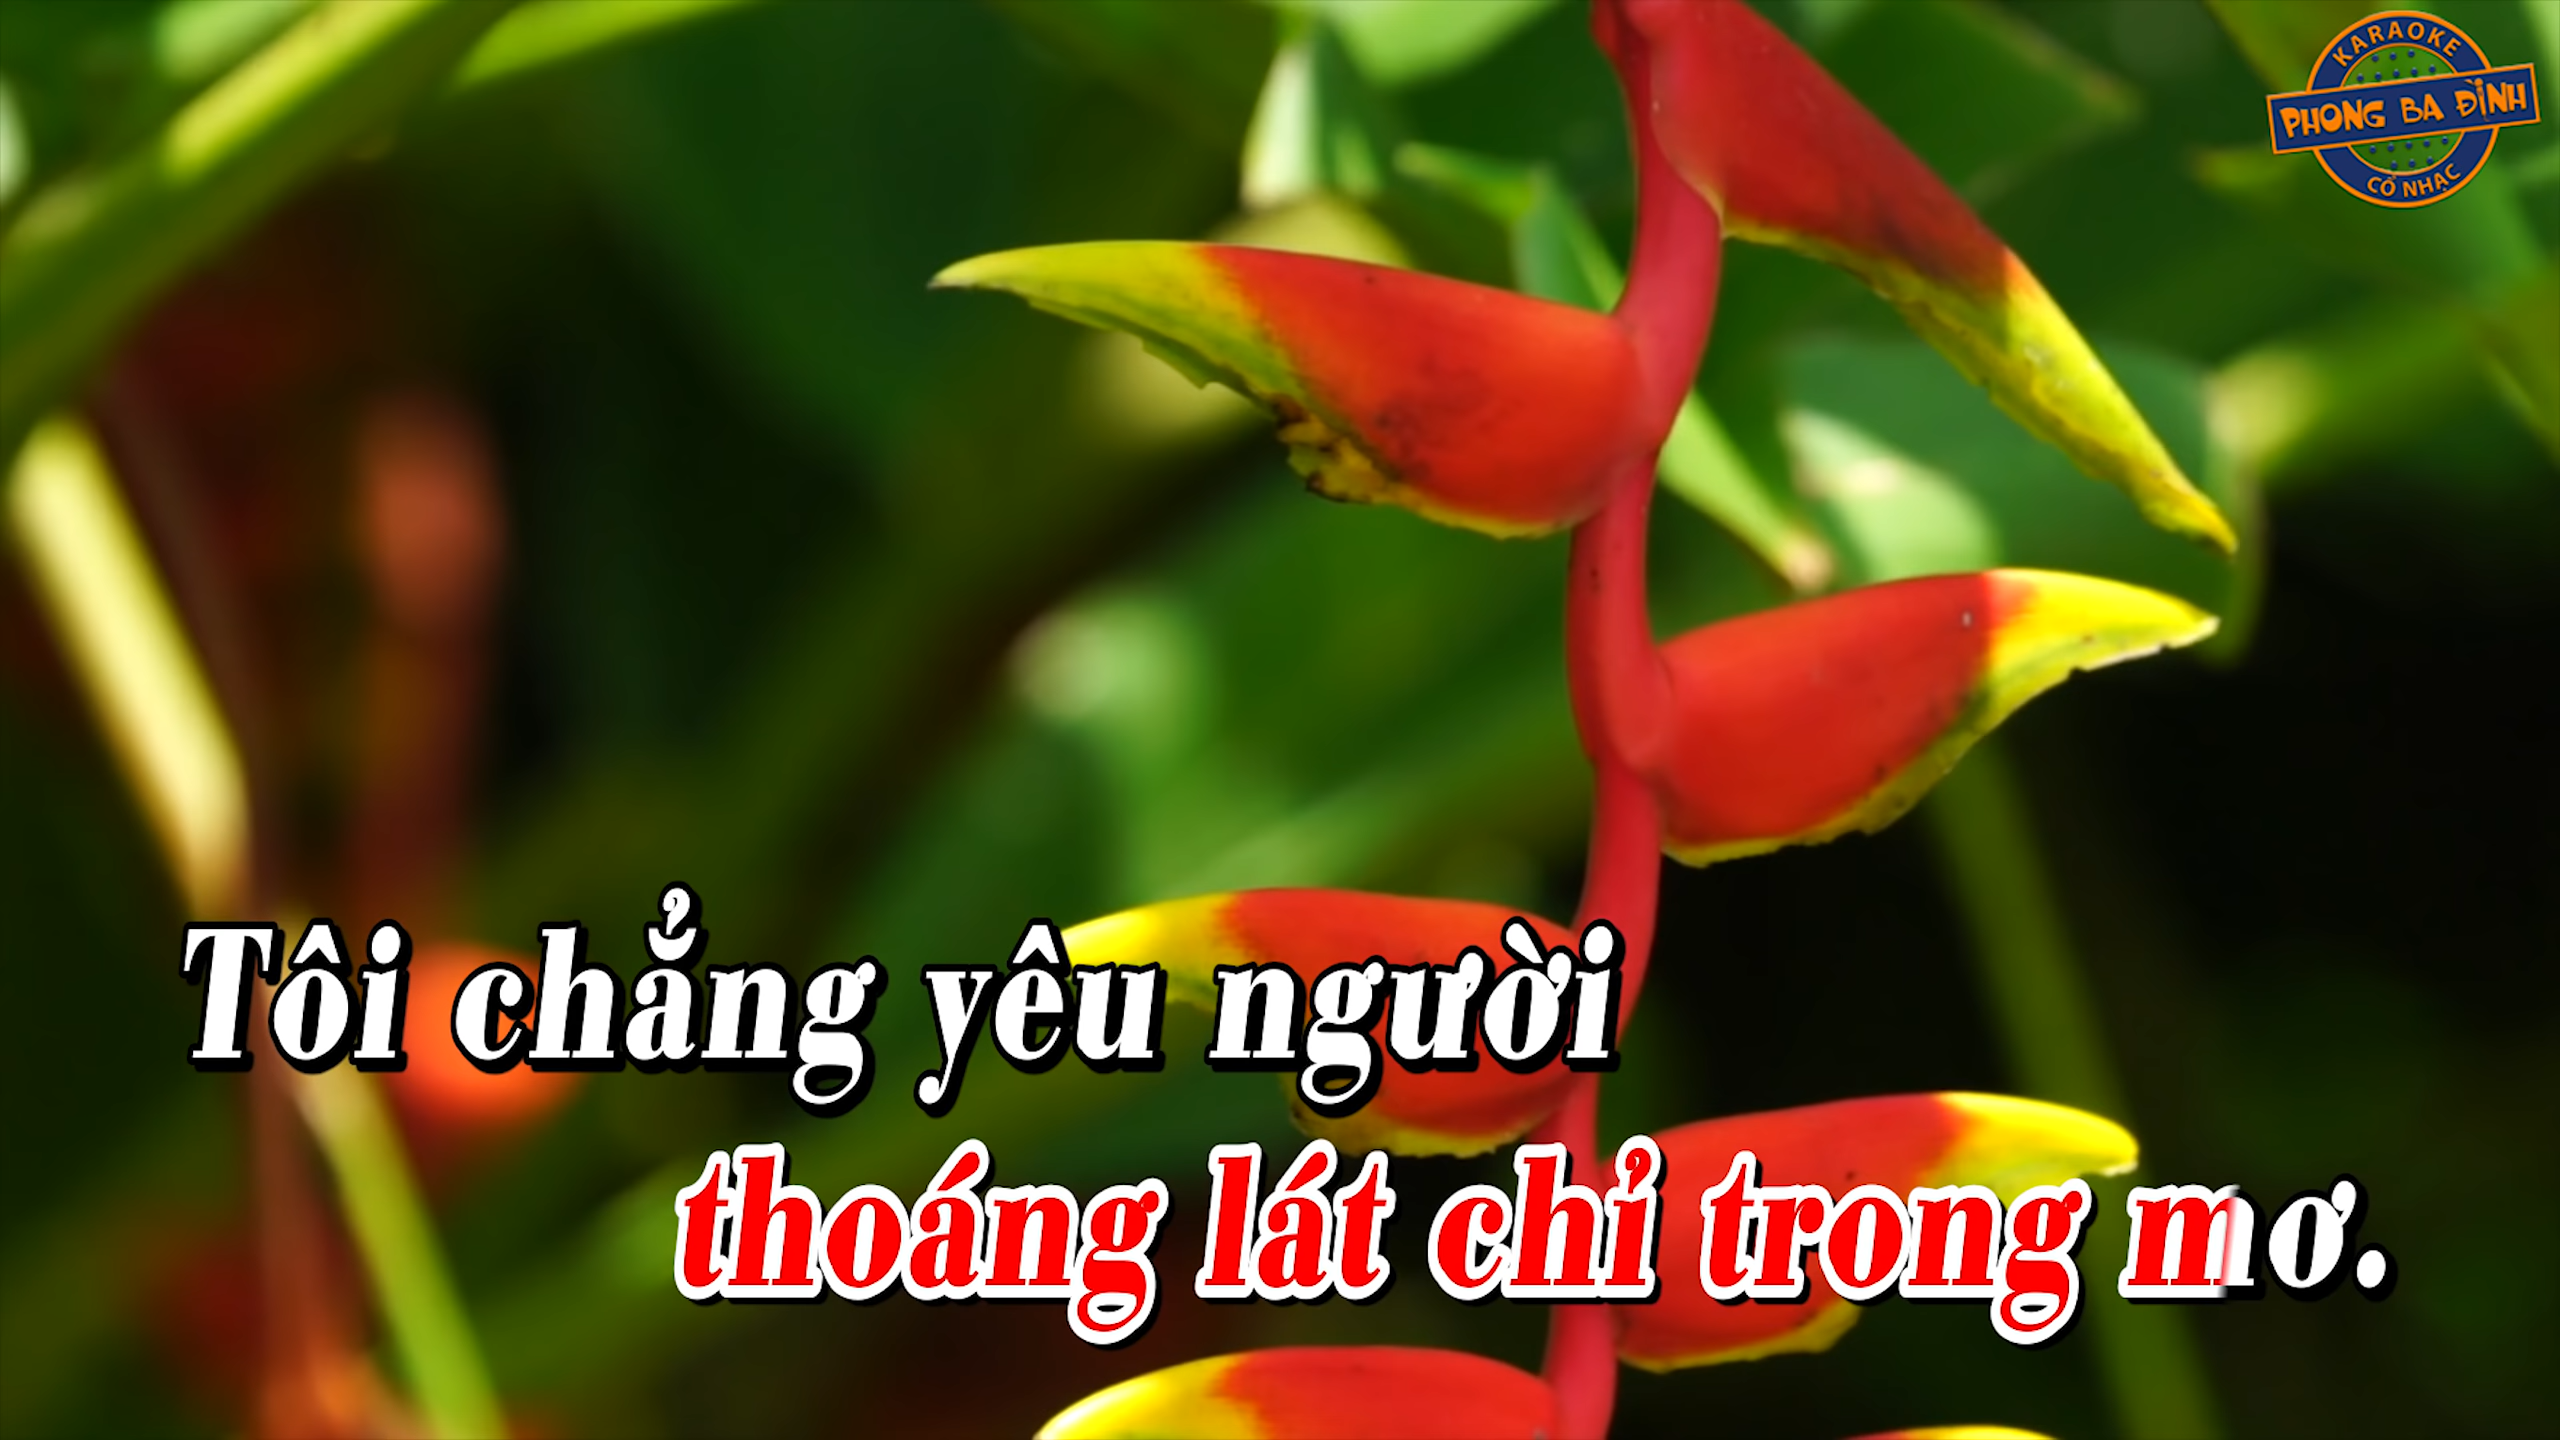 KARAOKE
PHONG BA ĐÌNH
CỔ NHẠC
Tôi chẳng yêu người
thoáng lát chỉ trong mơ.